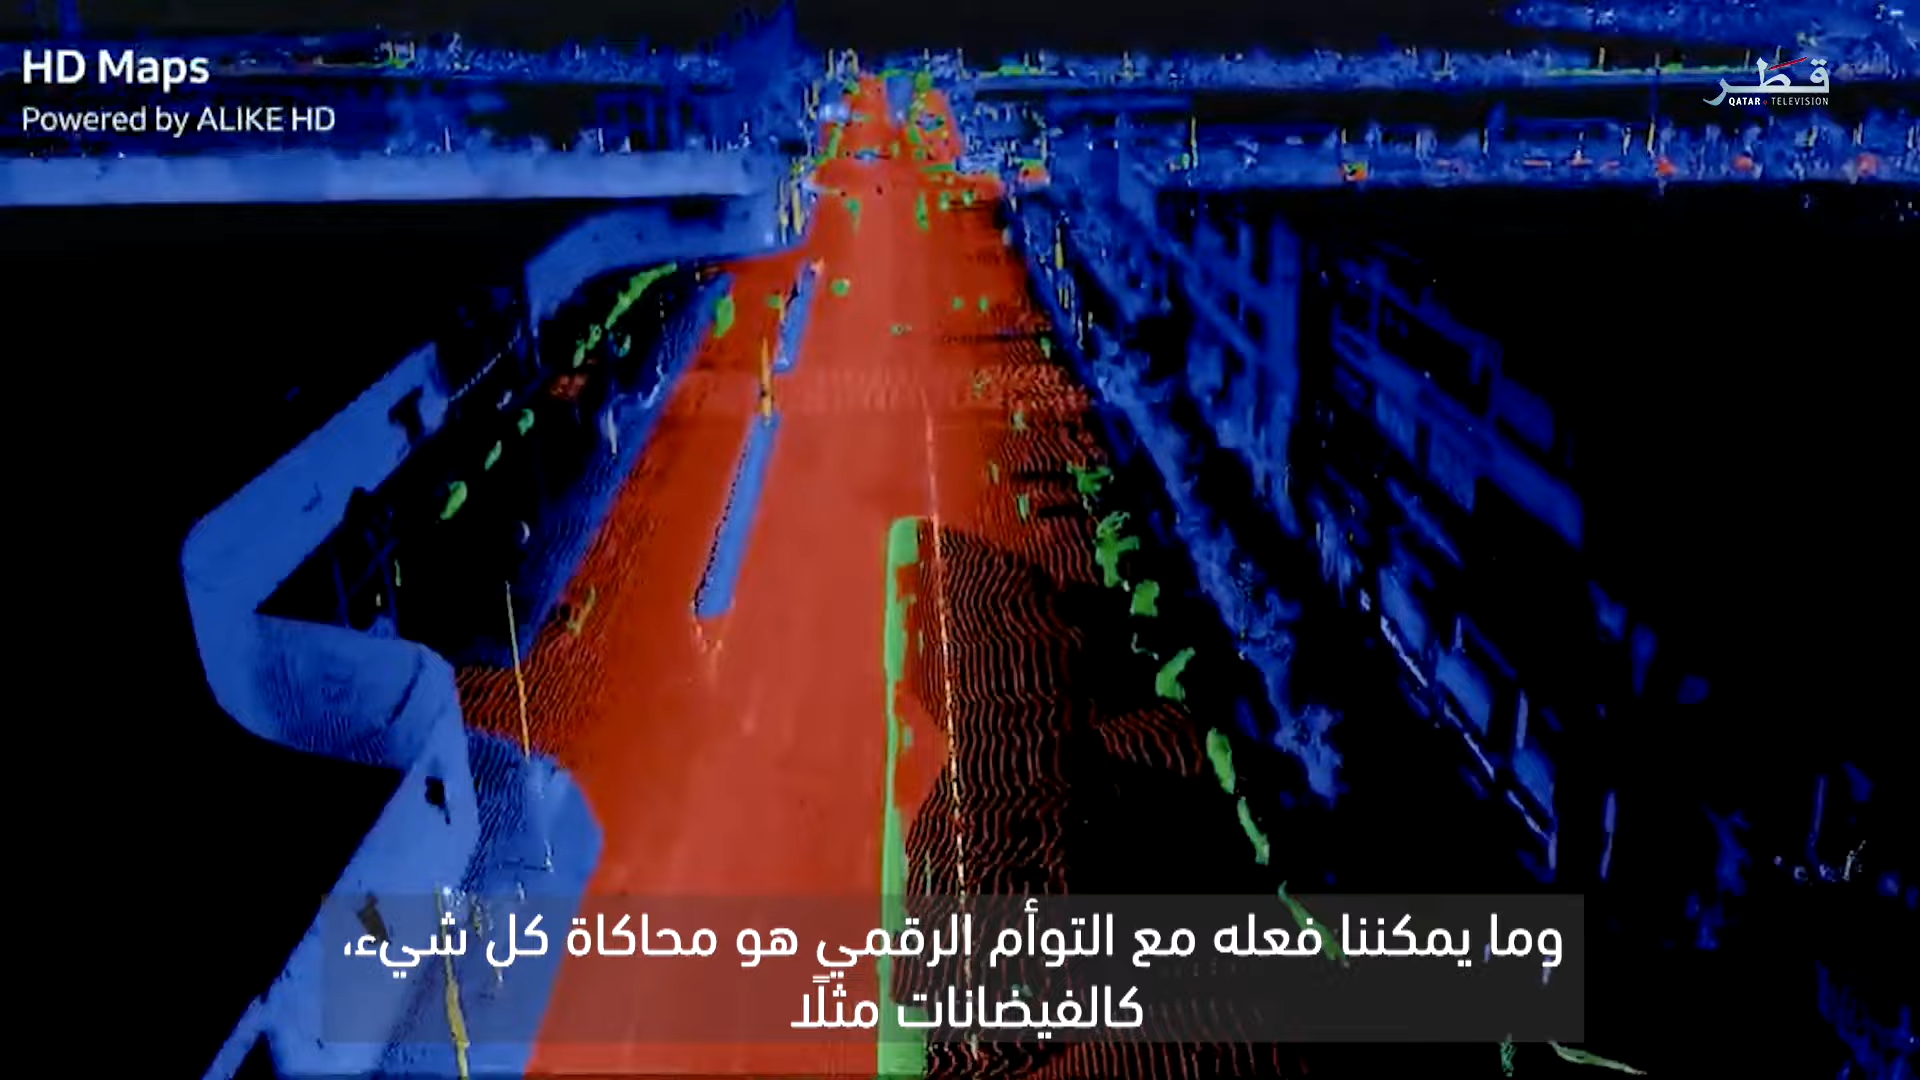 HD Maps
Powered by ALIKE HD
قطر
QATAR TELEVISION
وما يمكننا فعله مع التوأم الرقمي هو محاكاة كل شيء،
كالفيضانات مثلًا